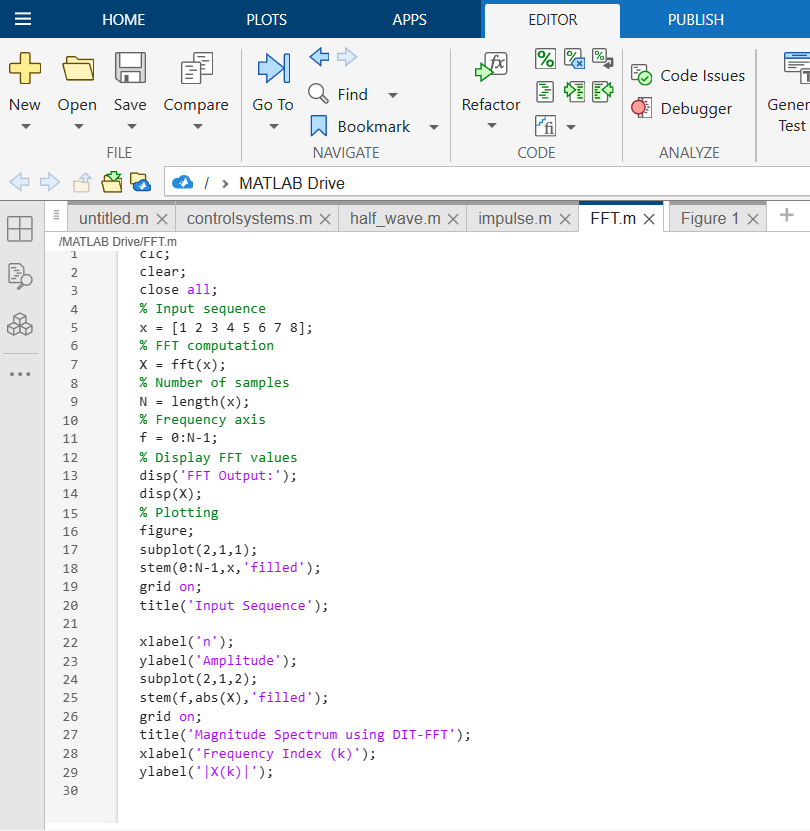 HOME PLOTS APPS EDITOR PUBLISH
New Open Save Compare Go To Find Bookmark Refactor Code Issues Debugger Gener
Test
FILE NAVIGATE CODE ANALYZE
/ › MATLAB Drive
untitled.m × controlsystems.m × half_wave.m × impulse.m × FFT.m × Figure 1 × +
/MATLAB Drive/FFT.m
1 clc;
2 clear;
3 close all;
4 % Input sequence
5 x = [1 2 3 4 5 6 7 8];
6 % FFT computation
7 X = fft(x);
8 % Number of samples
9 N = length(x);
10 % Frequency axis
11 f = 0:N-1;
12 % Display FFT values
13 disp('FFT Output:');
14 disp(X);
15 % Plotting
16 figure;
17 subplot(2,1,1);
18 stem(0:N-1,x,'filled');
19 grid on;
20 title('Input Sequence');
21
22 xlabel('n');
23 ylabel('Amplitude');
24 subplot(2,1,2);
25 stem(f,abs(X),'filled');
26 grid on;
27 title('Magnitude Spectrum using DIT-FFT');
28 xlabel('Frequency Index (k)');
29 ylabel('|X(k)|');
30